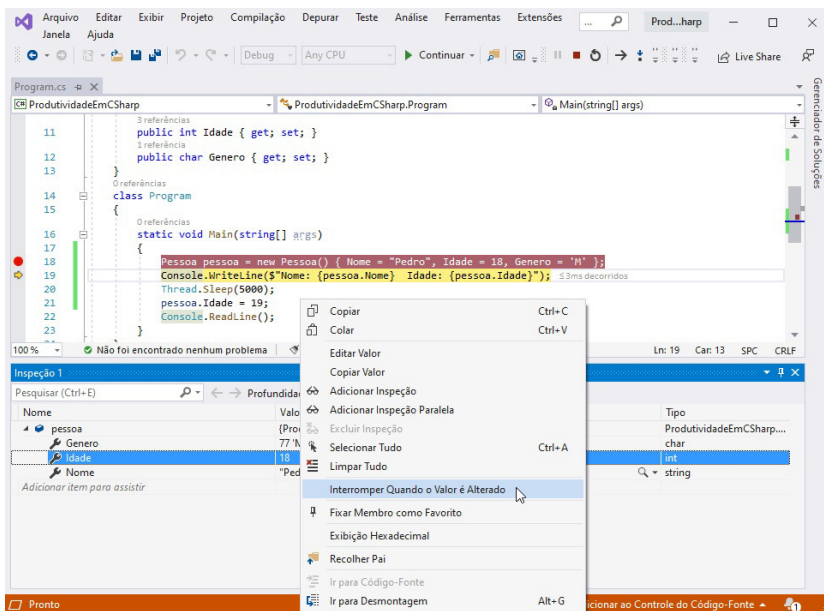 Arquivo Editar Exibir Projeto Compilação Depurar Teste Análise Ferramentas Extensões ... Prod...harp
Janela Ajuda
Debug Any CPU Continuar Live Share
Program.cs
C# ProdutividadeEmCSharp ProdutividadeEmCSharp.Program Main(string[] args)
Gerenciador de Soluções
3 referências
11 public int Idade { get; set; }
1 referência
12 public char Genero { get; set; }
13 }
0 referências
14 class Program
15 {
0 referências
16 static void Main(string[] args)
17 {
18 Pessoa pessoa = new Pessoa() { Nome = "Pedro", Idade = 18, Genero = 'M' };
19 Console.WriteLine($"Nome: {pessoa.Nome} Idade: {pessoa.Idade}"); ≤3ms decorridos
20 Thread.Sleep(5000);
21 pessoa.Idade = 19;
22 Console.ReadLine();
23 }
100 % Não foi encontrado nenhum problema Ln: 19 Car: 13 SPC CRLF
Inspeção 1
Pesquisar (Ctrl+E) Profundida
Nome Valo Tipo
pessoa {Pro ProdutividadeEmCSharp....
Genero 77 'M char
Idade 18 int
Nome "Ped string
Adicionar item para assistir
Copiar Ctrl+C
Colar Ctrl+V
Editar Valor
Copiar Valor
Adicionar Inspeção
Adicionar Inspeção Paralela
Excluir Inspeção
Selecionar Tudo Ctrl+A
Limpar Tudo
Interromper Quando o Valor é Alterado
Fixar Membro como Favorito
Exibição Hexadecimal
Recolher Pai
Ir para Código-Fonte
Ir para Desmontagem Alt+G
Pronto icionar ao Controle do Código-Fonte 1